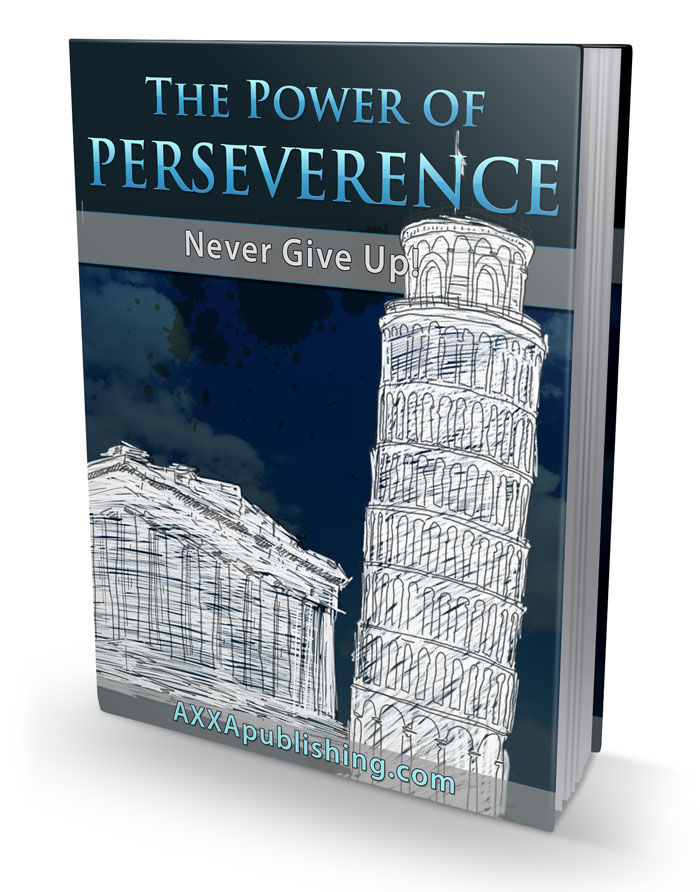 The Power of
PERSEVERENCE
Never Give Up!
AXXApublishing.com